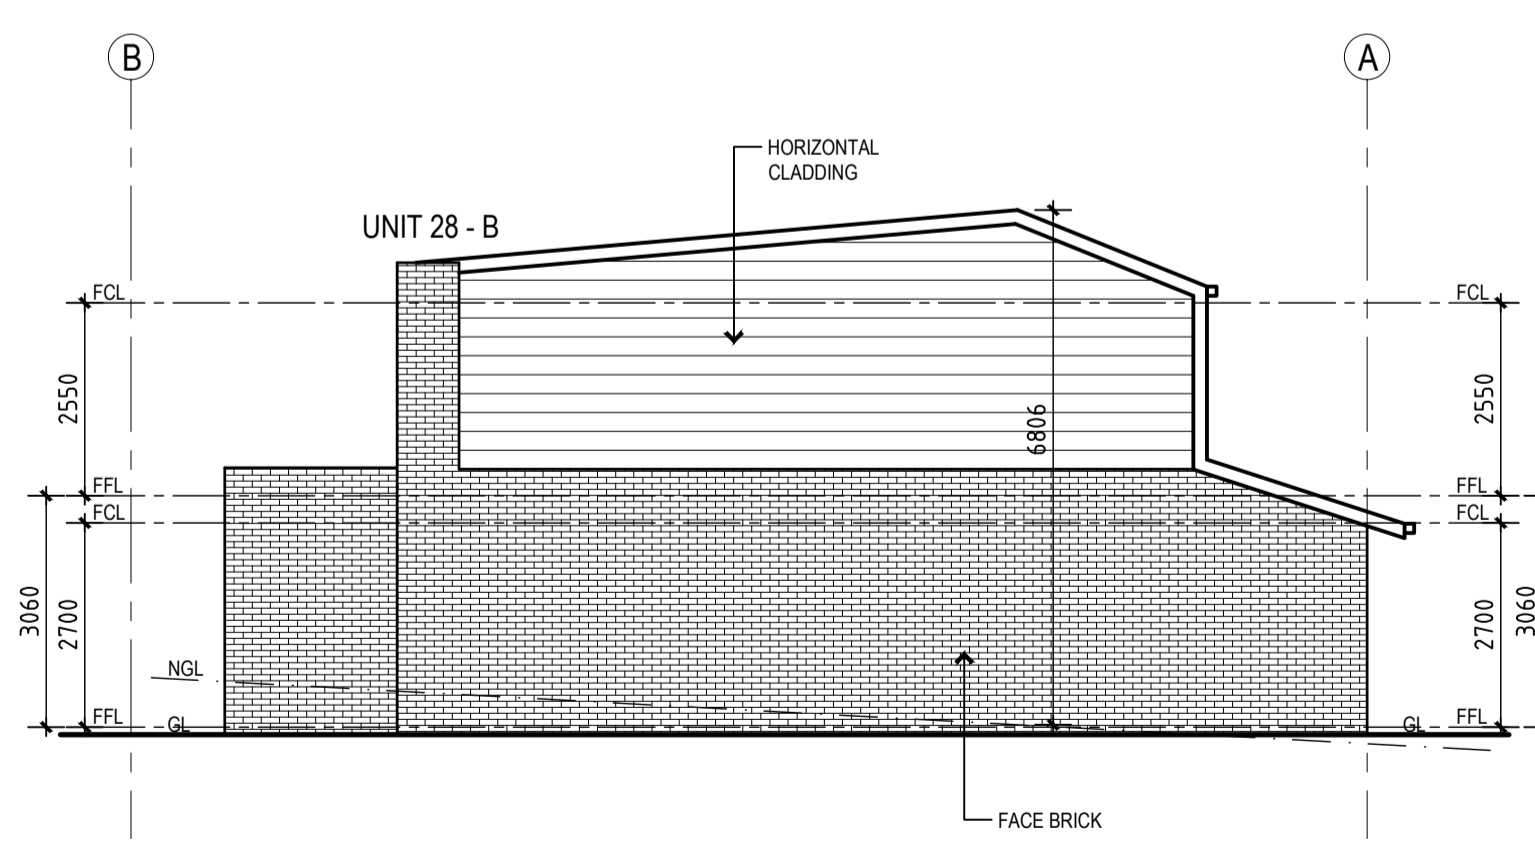 B
A
HORIZONTAL
CLADDING
UNIT 28 - B
FCL
FCL
2550
2550
6806
FFL
FFL
FCL
FCL
3060
2700
2700
3060
NGL
FFL
GL
GL
FFL
FACE BRICK